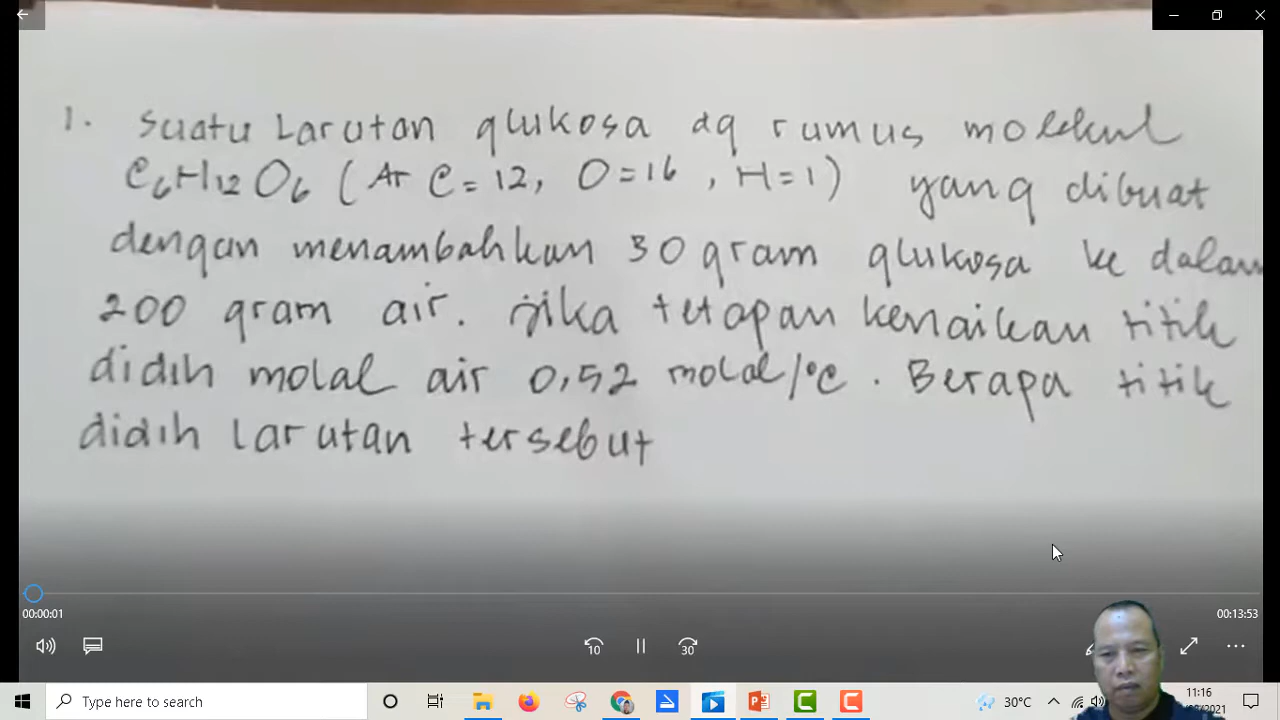 1. Suatu Larutan glukosa dg rumus molekul
C6H12O6 (Ar C=12, O=16, H=1) yang dibuat
dengan menambahkan 30 gram glukosa ke dalam
200 gram air. jika tetapan kenaikan titik
didih molal air 0,52 molal/°C. Berapa titik
didih larutan tersebut
00:00:01
00:13:53
10
30
Type here to search
30°C
11:16
2021